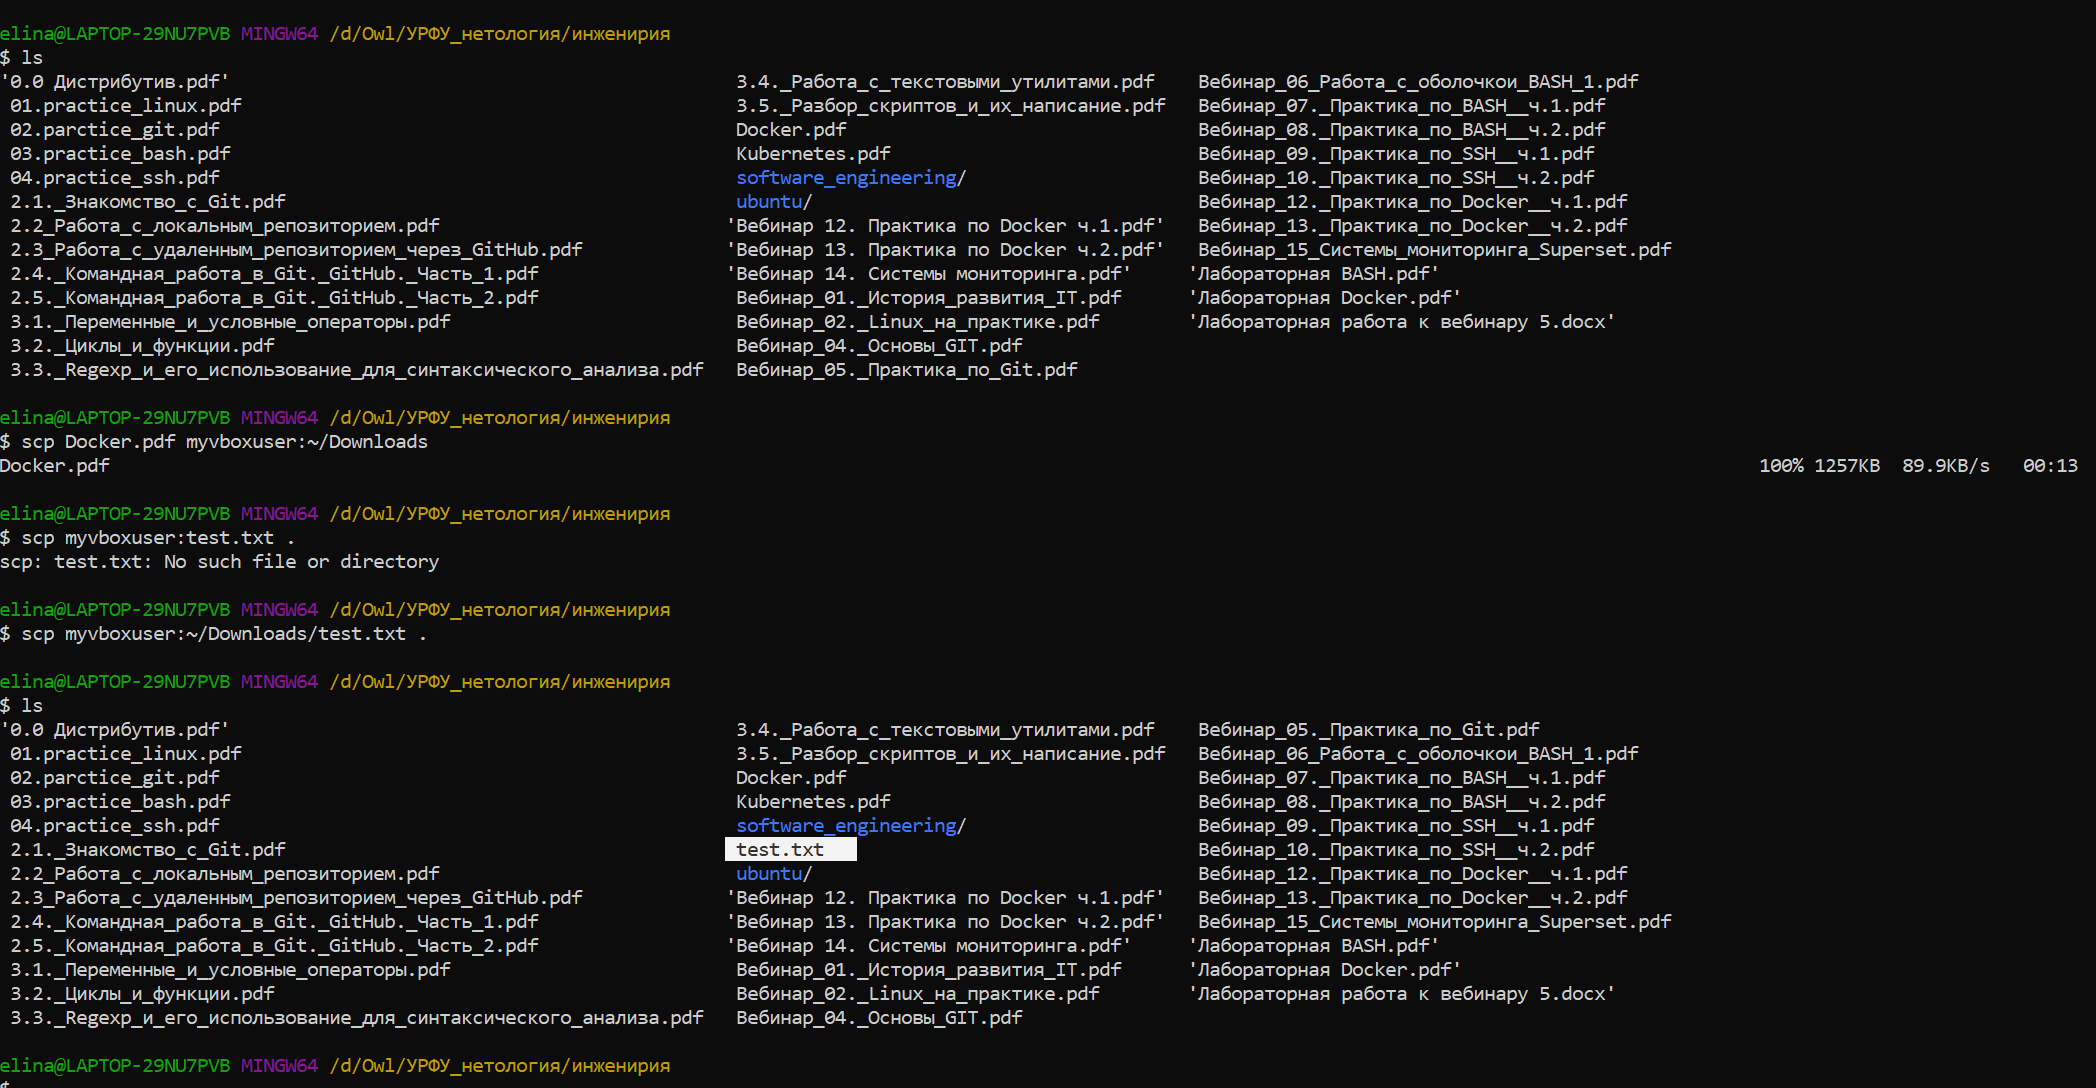 elina@LAPTOP-29NU7PVB MINGW64 /d/Owl/УРФУ_нетология/инженирия
$ ls
'0.0 Дистрибутив.pdf' 3.4._Работа_с_текстовыми_утилитами.pdf Вебинар_06_Работа_с_оболочкои_BASH_1.pdf
01.practice_linux.pdf 3.5._Разбор_скриптов_и_их_написание.pdf Вебинар_07._Практика_по_BASH__ч.1.pdf
02.parctice_git.pdf Docker.pdf Вебинар_08._Практика_по_BASH__ч.2.pdf
03.practice_bash.pdf Kubernetes.pdf Вебинар_09._Практика_по_SSH__ч.1.pdf
04.practice_ssh.pdf software_engineering/ Вебинар_10._Практика_по_SSH__ч.2.pdf
2.1._Знакомство_с_Git.pdf ubuntu/ Вебинар_12._Практика_по_Docker__ч.1.pdf
2.2_Работа_с_локальным_репозиторием.pdf 'Вебинар 12. Практика по Docker ч.1.pdf' Вебинар_13._Практика_по_Docker__ч.2.pdf
2.3_Работа_с_удаленным_репозиторием_через_GitHub.pdf 'Вебинар 13. Практика по Docker ч.2.pdf' Вебинар_15_Системы_мониторинга_Superset.pdf
2.4._Командная_работа_в_Git._GitHub._Часть_1.pdf 'Вебинар 14. Системы мониторинга.pdf' 'Лабораторная BASH.pdf'
2.5._Командная_работа_в_Git._GitHub._Часть_2.pdf Вебинар_01._История_развития_IT.pdf 'Лабораторная Docker.pdf'
3.1._Переменные_и_условные_операторы.pdf Вебинар_02._Linux_на_практике.pdf 'Лабораторная работа к вебинару 5.docx'
3.2._Циклы_и_функции.pdf Вебинар_04._Основы_GIT.pdf
3.3._Regexp_и_его_использование_для_синтаксического_анализа.pdf Вебинар_05._Практика_по_Git.pdf
elina@LAPTOP-29NU7PVB MINGW64 /d/Owl/УРФУ_нетология/инженирия
$ scp Docker.pdf myvboxuser:~/Downloads
Docker.pdf 100% 1257KB 89.9KB/s 00:13
elina@LAPTOP-29NU7PVB MINGW64 /d/Owl/УРФУ_нетология/инженирия
$ scp myvboxuser:test.txt .
scp: test.txt: No such file or directory
elina@LAPTOP-29NU7PVB MINGW64 /d/Owl/УРФУ_нетология/инженирия
$ scp myvboxuser:~/Downloads/test.txt .
elina@LAPTOP-29NU7PVB MINGW64 /d/Owl/УРФУ_нетология/инженирия
$ ls
'0.0 Дистрибутив.pdf' 3.4._Работа_с_текстовыми_утилитами.pdf Вебинар_05._Практика_по_Git.pdf
01.practice_linux.pdf 3.5._Разбор_скриптов_и_их_написание.pdf Вебинар_06_Работа_с_оболочкои_BASH_1.pdf
02.parctice_git.pdf Docker.pdf Вебинар_07._Практика_по_BASH__ч.1.pdf
03.practice_bash.pdf Kubernetes.pdf Вебинар_08._Практика_по_BASH__ч.2.pdf
04.practice_ssh.pdf software_engineering/ Вебинар_09._Практика_по_SSH__ч.1.pdf
2.1._Знакомство_с_Git.pdf test.txt Вебинар_10._Практика_по_SSH__ч.2.pdf
2.2_Работа_с_локальным_репозиторием.pdf ubuntu/ Вебинар_12._Практика_по_Docker__ч.1.pdf
2.3_Работа_с_удаленным_репозиторием_через_GitHub.pdf 'Вебинар 12. Практика по Docker ч.1.pdf' Вебинар_13._Практика_по_Docker__ч.2.pdf
2.4._Командная_работа_в_Git._GitHub._Часть_1.pdf 'Вебинар 13. Практика по Docker ч.2.pdf' Вебинар_15_Системы_мониторинга_Superset.pdf
2.5._Командная_работа_в_Git._GitHub._Часть_2.pdf 'Вебинар 14. Системы мониторинга.pdf' 'Лабораторная BASH.pdf'
3.1._Переменные_и_условные_операторы.pdf Вебинар_01._История_развития_IT.pdf 'Лабораторная Docker.pdf'
3.2._Циклы_и_функции.pdf Вебинар_02._Linux_на_практике.pdf 'Лабораторная работа к вебинару 5.docx'
3.3._Regexp_и_его_использование_для_синтаксического_анализа.pdf Вебинар_04._Основы_GIT.pdf
elina@LAPTOP-29NU7PVB MINGW64 /d/Owl/УРФУ_нетология/инженирия
$